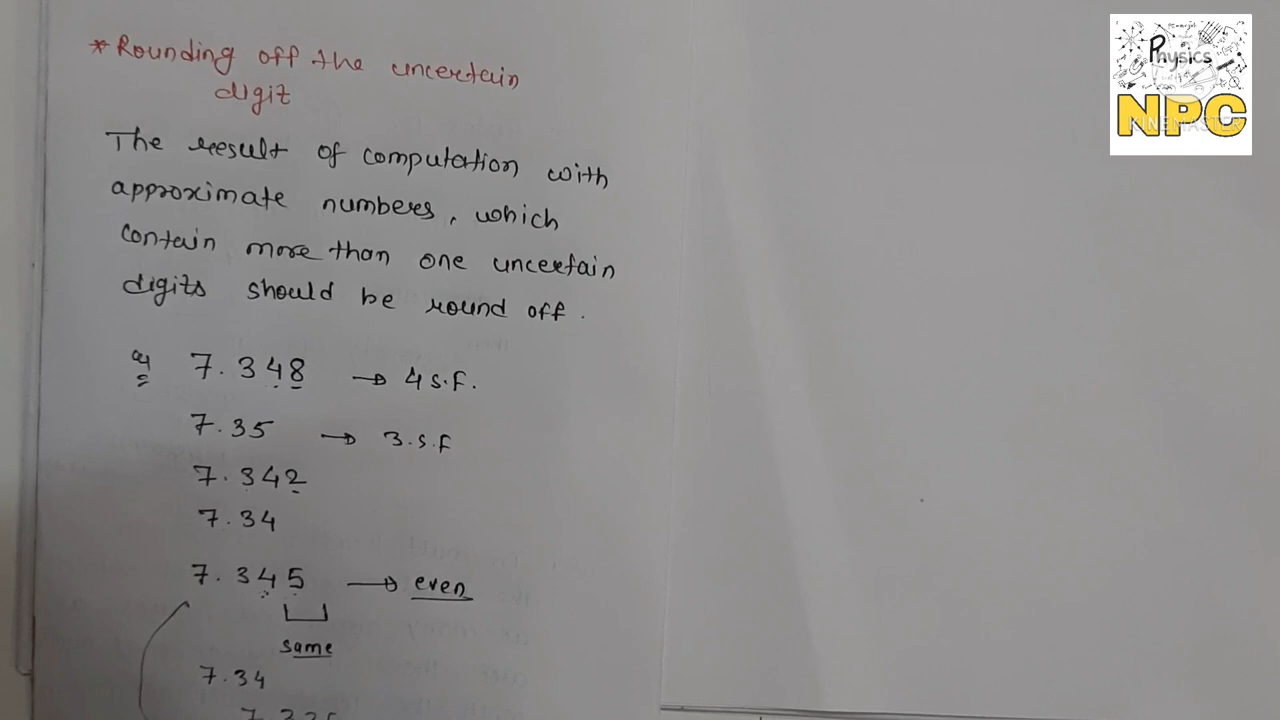 * Rounding off the uncertain
digit
The result of computation with
approximate numbers, which
contain more than one uncertain
digits should be round off.
7.348 → 4 S.F.
7.35 → 3.S.F
7.342
7.34
7.345 → even
same
7.34
Physics
NPC
KINEMASTER